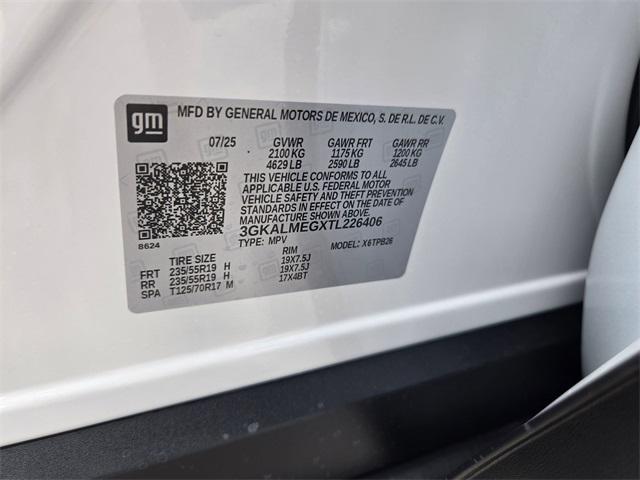 gm
MFD BY GENERAL MOTORS DE MEXICO, S. DE R.L. DE C.V.
07/25 GVWR GAWR FRT GAWR RR
2100 KG 1175 KG 1200 KG
4629 LB 2590 LB 2645 LB
THIS VEHICLE CONFORMS TO ALL
APPLICABLE U.S. FEDERAL MOTOR
VEHICLE SAFETY AND THEFT PREVENTION
STANDARDS IN EFFECT ON THE DATE OF
MANUFACTURE SHOWN ABOVE.
3GKALMEGXTL226406
8624
TYPE: MPV MODEL: X6TPB26
TIRE SIZE RIM
FRT 235/55R19 H 19X7.5J
RR 235/55R19 H 19X7.5J
SPA T125/70R17 M 17X4BT